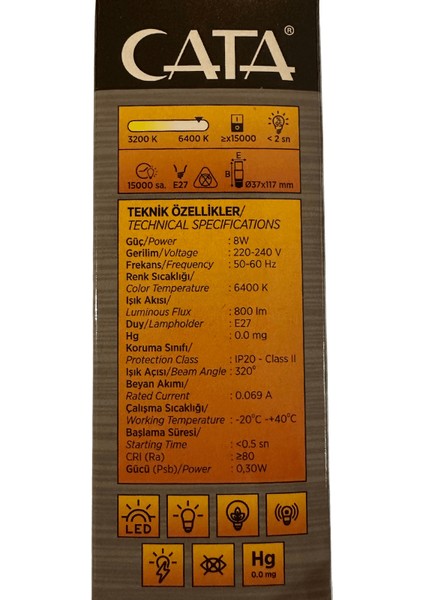 CATA®
3200 K 6400 K ≥x15000 < 2 sn
E
B
15000 sa. E27 Ø37x117 mm
TEKNİK ÖZELLİKLER/
TECHNICAL SPECIFICATIONS
Güç/Power : 8W
Gerilim/Voltage : 220-240 V
Frekans/Frequency : 50-60 Hz
Renk Sıcaklığı/
Color Temperature : 6400 K
Işık Akısı/
Luminous Flux : 800 lm
Duy/Lampholder : E27
Hg : 0.0 mg
Koruma Sınıfı/
Protection Class : IP20 - Class II
Işık Açısı/Beam Angle : 320°
Beyan Akımı/
Rated Current : 0.069 A
Çalışma Sıcaklığı/
Working Temperature : -20°C -+40°C
Başlama Süresi/
Starting Time : <0.5 sn
CRI (Ra) : ≥80
Gücü (Psb)/Power : 0,30W
LED
Hg
0.0 mg